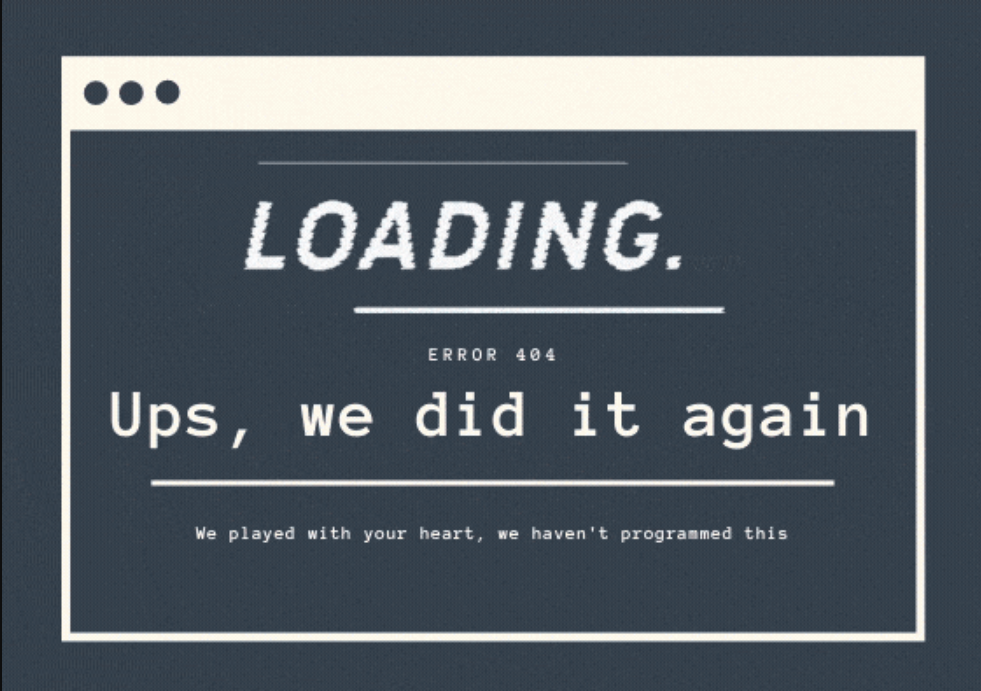 LOADING.
ERROR 404
Ups, we did it again
We played with your heart, we haven't programmed this